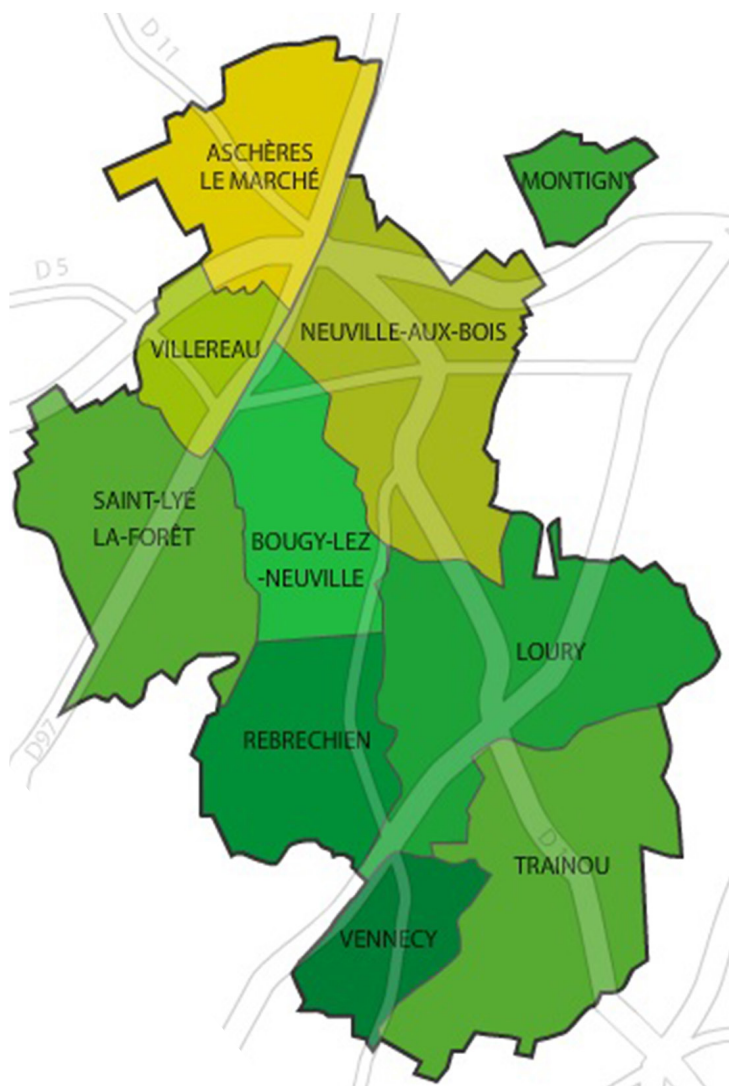 D 11
ASCHÈRES
LE MARCHÉ
MONTIGNY
D 5
VILLEREAU
NEUVILLE-AUX-BOIS
SAINT-LYÉ
LA-FORÊT
BOUGY-LEZ
-NEUVILLE
LOURY
REBRECHIEN
D97
TRAINOU
VENNECY